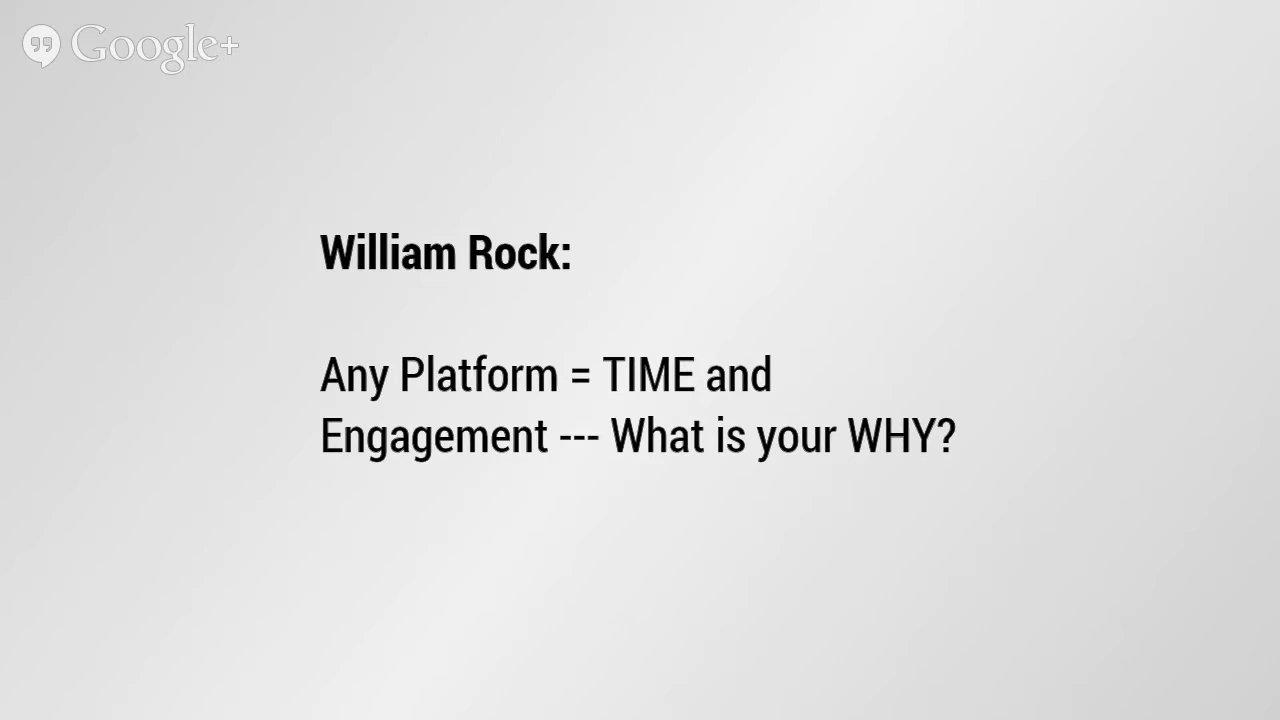 Google+
William Rock:
Any Platform = TIME and
Engagement --- What is your WHY?